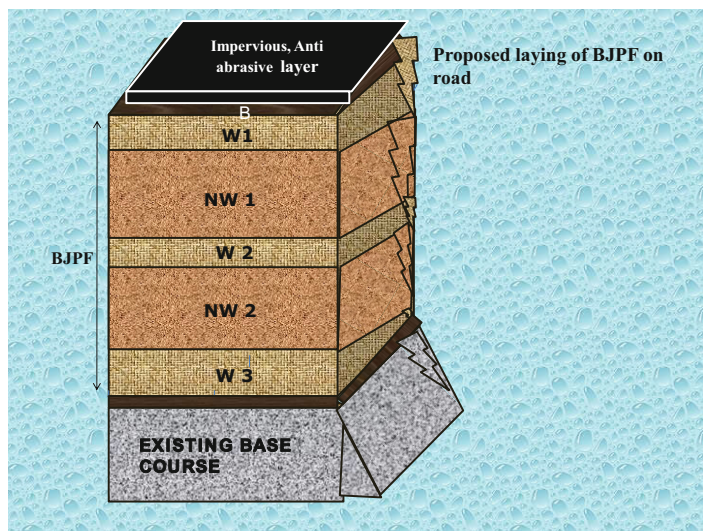 Impervious, Anti
abrasive layer
Proposed laying of BJPF on
road
B
W1
NW 1
W 2
BJPF
NW 2
W 3
EXISTING BASE
COURSE